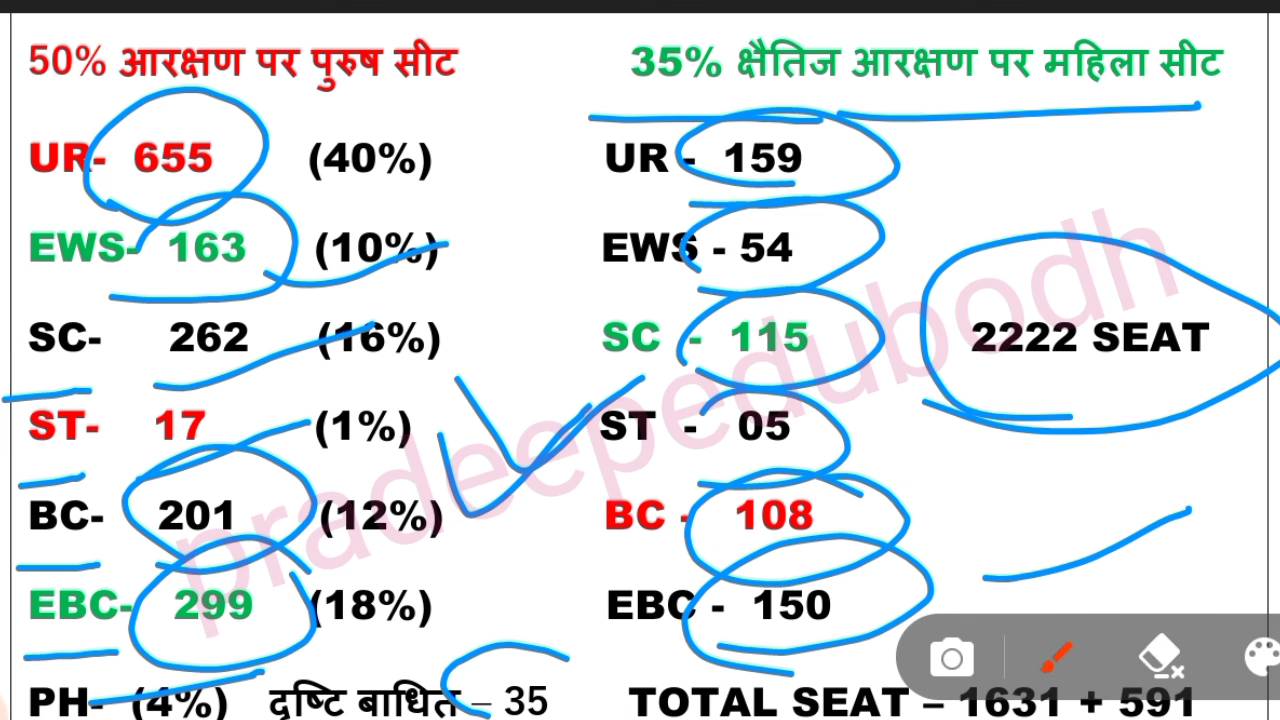 50% आरक्षण पर पुरुष सीट
UR- 655 (40%)
EWS- 163 (10%)
SC- 262 (16%)
ST- 17 (1%)
BC- 201 (12%)
EBC- 299 (18%)
PH- (4%) दृष्टि बाधित – 35
35% क्षैतिज आरक्षण पर महिला सीट
UR - 159
EWS - 54
SC - 115
ST - 05
BC - 108
EBC - 150
TOTAL SEAT – 1631 + 591
2222 SEAT
pradeepedubodh